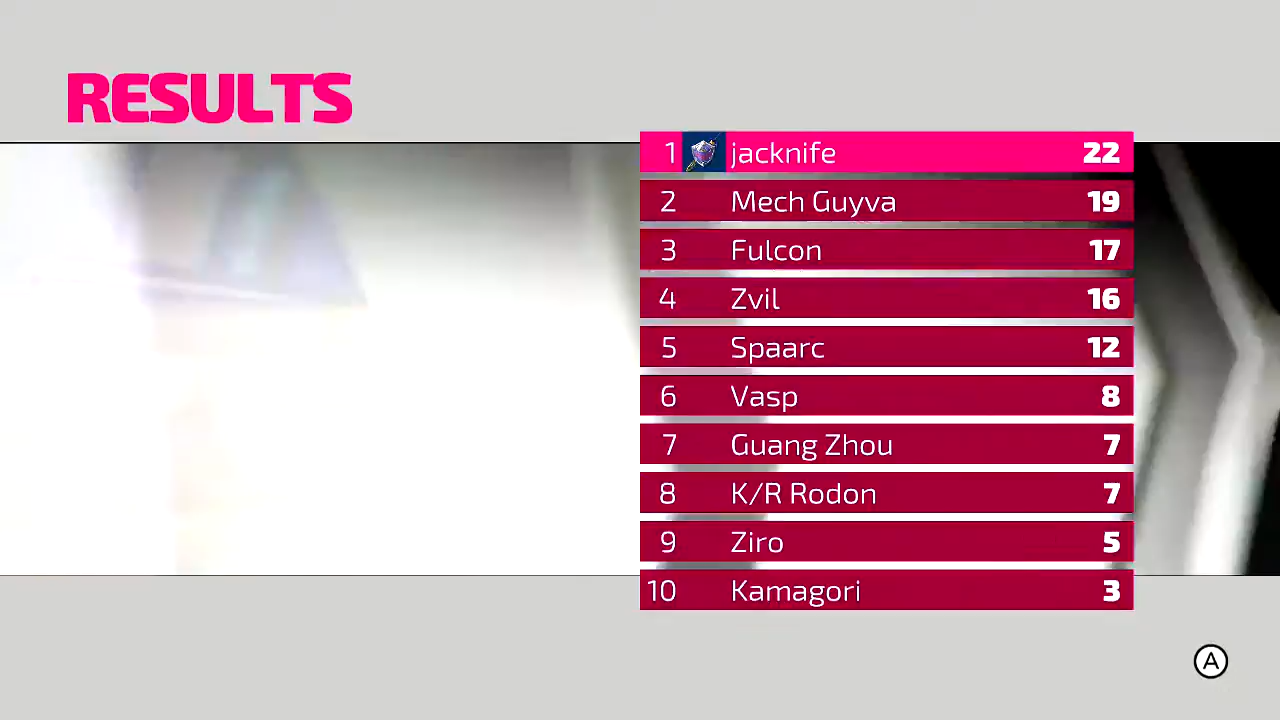 RESULTS
1 jacknife 22
2 Mech Guyva 19
3 Fulcon 17
4 Zvil 16
5 Spaarc 12
6 Vasp 8
7 Guang Zhou 7
8 K/R Rodon 7
9 Ziro 5
10 Kamagori 3
A